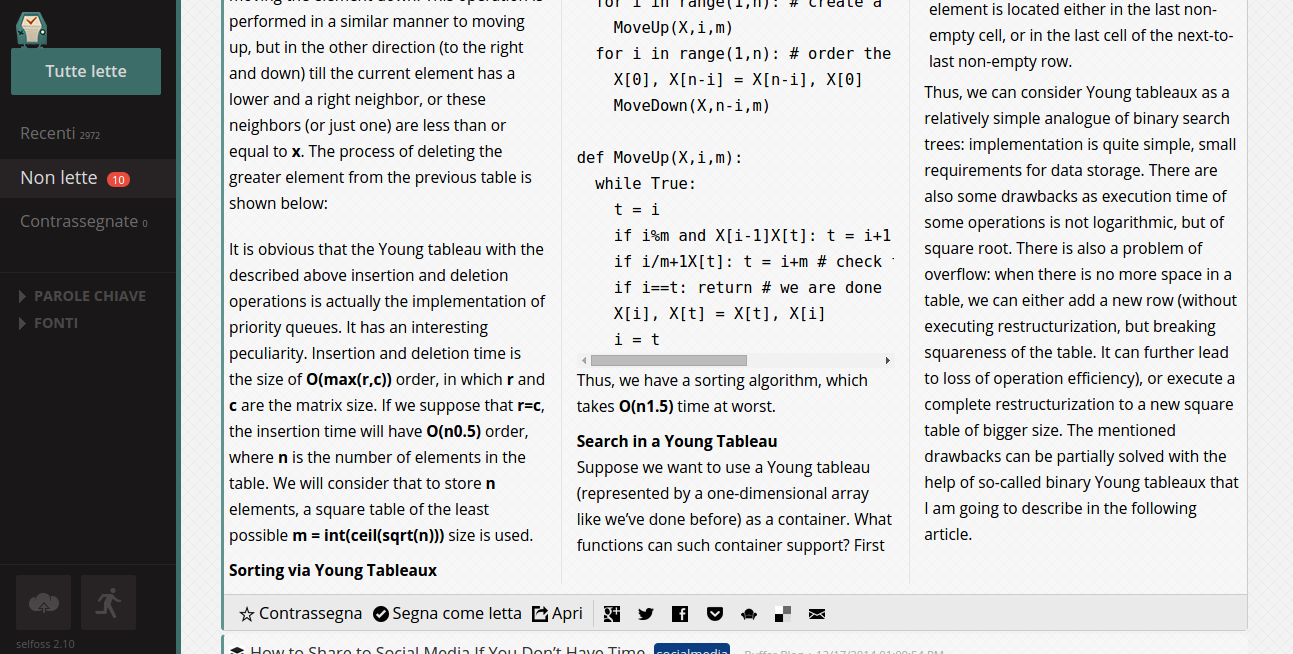 Tutte lette
Recenti 2972
Non lette 10
Contrassegnate 0
PAROLE CHIAVE
FONTI
selfoss 2.10
performed in a similar manner to moving
up, but in the other direction (to the right
and down) till the current element has a
lower and a right neighbor, or these
neighbors (or just one) are less than or
equal to x. The process of deleting the
greater element from the previous table is
shown below:
It is obvious that the Young tableau with the
described above insertion and deletion
operations is actually the implementation of
priority queues. It has an interesting
peculiarity. Insertion and deletion time is
the size of O(max(r,c)) order, in which r and
c are the matrix size. If we suppose that r=c,
the insertion time will have O(n0.5) order,
where n is the number of elements in the
table. We will consider that to store n
elements, a square table of the least
possible m = int(ceil(sqrt(n))) size is used.
Sorting via Young Tableaux
for i in range(1,n): # create a
MoveUp(X,i,m)
for i in range(1,n): # order the
X[0], X[n-i] = X[n-i], X[0]
MoveDown(X,n-i,m)
def MoveUp(X,i,m):
while True:
t = i
if i%m and X[i-1]X[t]: t = i+1
if i/m+1X[t]: t = i+m # check
if i==t: return # we are done
X[i], X[t] = X[t], X[i]
i = t
Thus, we have a sorting algorithm, which
takes O(n1.5) time at worst.
Search in a Young Tableau
Suppose we want to use a Young tableau
(represented by a one-dimensional array
like we've done before) as a container. What
functions can such container support? First
element is located either in the last non-
empty cell, or in the last cell of the next-to-
last non-empty row.
Thus, we can consider Young tableaux as a
relatively simple analogue of binary search
trees: implementation is quite simple, small
requirements for data storage. There are
also some drawbacks as execution time of
some operations is not logarithmic, but of
square root. There is also a problem of
overflow: when there is no more space in a
table, we can either add a new row (without
executing restructurization, but breaking
squareness of the table. It can further lead
to loss of operation efficiency), or execute a
complete restructurization to a new square
table of bigger size. The mentioned
drawbacks can be partially solved with the
help of so-called binary Young tableaux that
I am going to describe in the following
article.
Contrassegna Segna come letta Apri
How to Share to Social Media If You Don't Have Time socialmedia Buffer Blog • 12/17/2014 01:00:54 PM